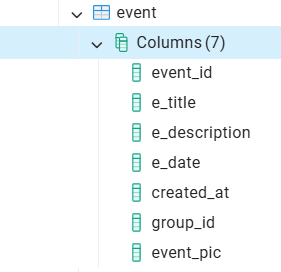 event
Columns (7)
event_id
e_title
e_description
e_date
created_at
group_id
event_pic